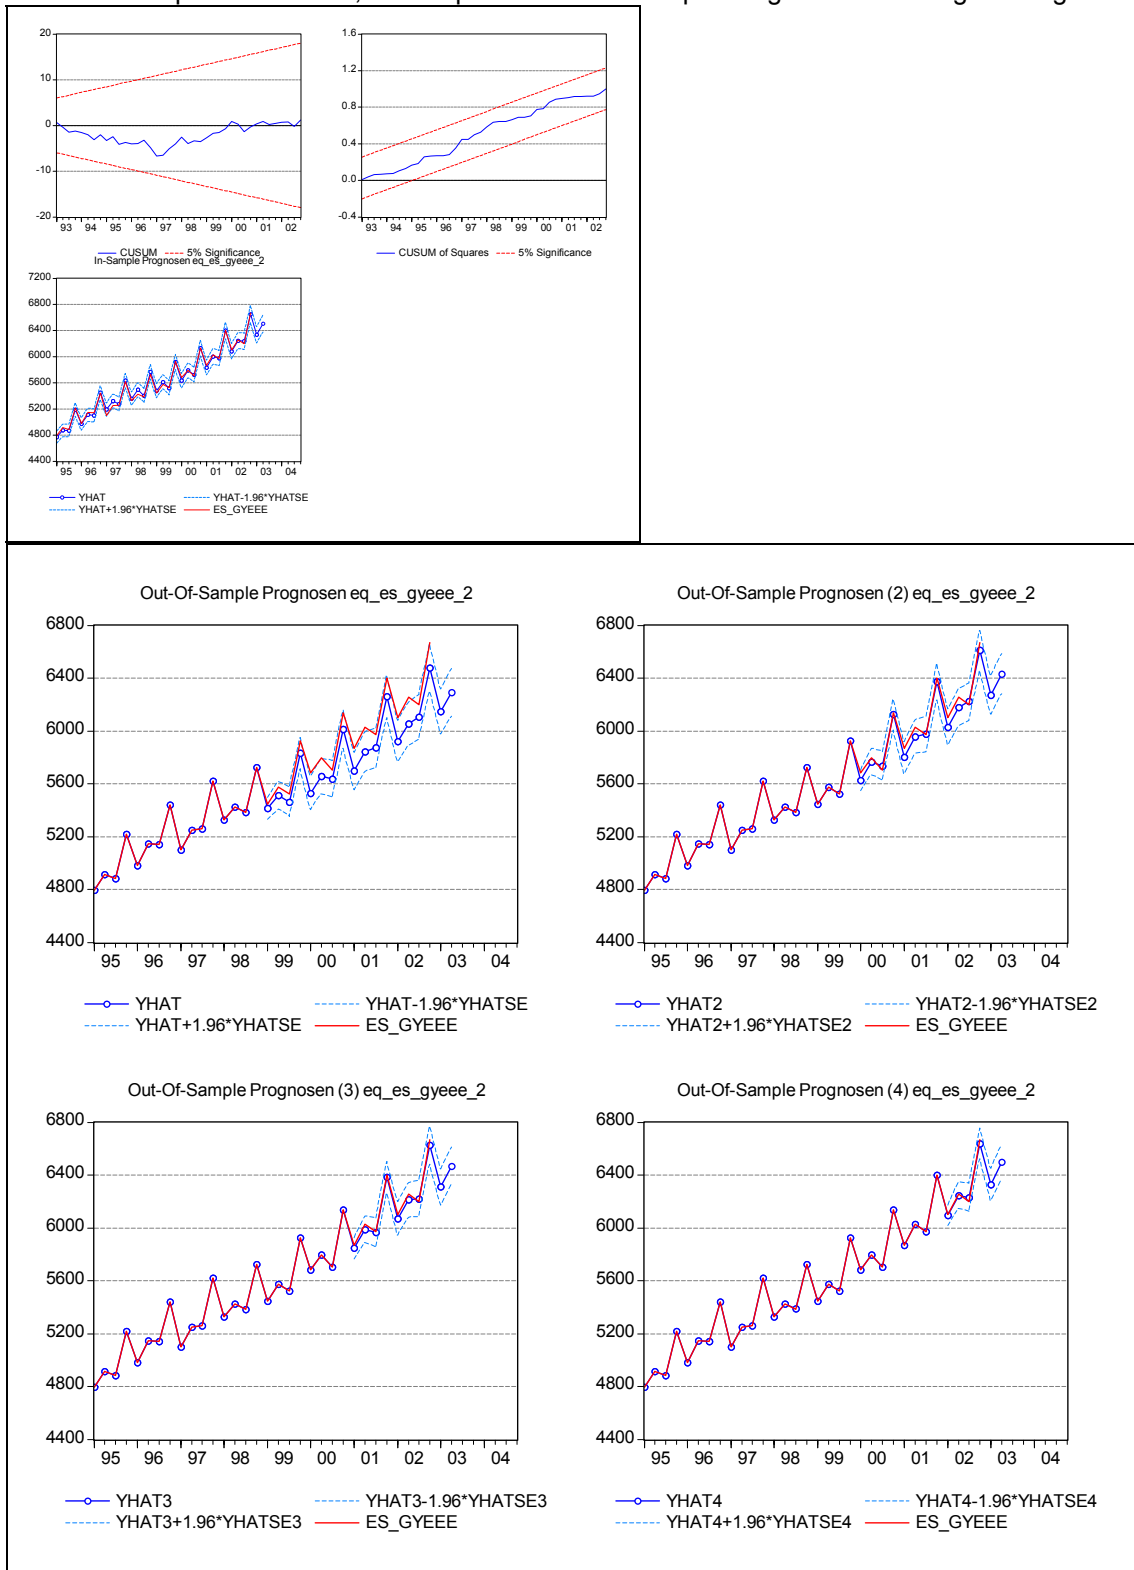 20
10
0
-10
-20
93 94 95 96 97 98 99 00 01 02
CUSUM 5% Significance
1.6
1.2
0.8
0.4
0.0
-0.4
93 94 95 96 97 98 99 00 01 02
CUSUM of Squares 5% Significance
In-Sample Prognosen eq_es_gyeee_2
7200
6800
6400
6000
5600
5200
4800
4400
95 96 97 98 99 00 01 02 03 04
YHAT YHAT-1.96*YHATSE
YHAT+1.96*YHATSE ES_GYEEE
Out-Of-Sample Prognosen eq_es_gyeee_2
6800
6400
6000
5600
5200
4800
4400
95 96 97 98 99 00 01 02 03 04
YHAT YHAT-1.96*YHATSE
YHAT+1.96*YHATSE ES_GYEEE
Out-Of-Sample Prognosen (2) eq_es_gyeee_2
6800
6400
6000
5600
5200
4800
4400
95 96 97 98 99 00 01 02 03 04
YHAT2 YHAT2-1.96*YHATSE2
YHAT2+1.96*YHATSE2 ES_GYEEE
Out-Of-Sample Prognosen (3) eq_es_gyeee_2
6800
6400
6000
5600
5200
4800
4400
95 96 97 98 99 00 01 02 03 04
YHAT3 YHAT3-1.96*YHATSE3
YHAT3+1.96*YHATSE3 ES_GYEEE
Out-Of-Sample Prognosen (4) eq_es_gyeee_2
6800
6400
6000
5600
5200
4800
4400
95 96 97 98 99 00 01 02 03 04
YHAT4 YHAT4-1.96*YHATSE4
YHAT4+1.96*YHATSE4 ES_GYEEE